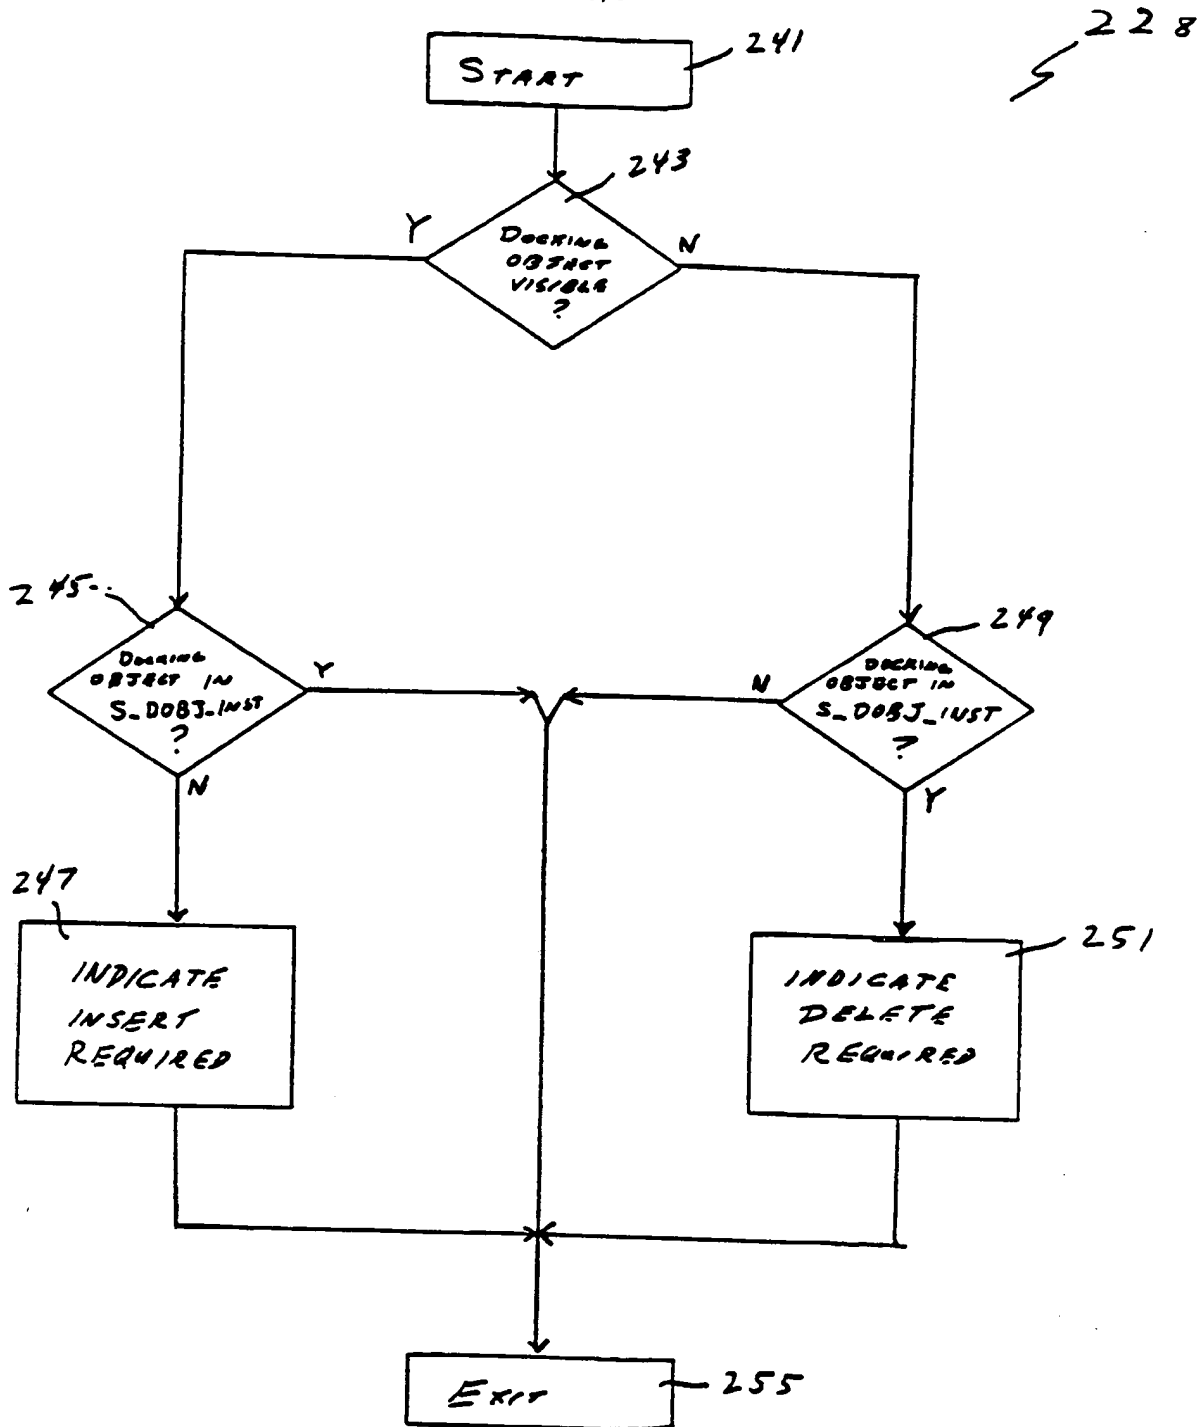 228
241
START
243
Y
N
DOCKING
OBJECT
VISIBLE
?
245
249
DOCKING
OBJECT IN
S_DOBJ_INST
?
Y
N
N
DOCKING
OBJECT IN
S_DOBJ_INST
?
Y
247
251
INDICATE
INSERT
REQUIRED
INDICATE
DELETE
REQUIRED
EXIT
255